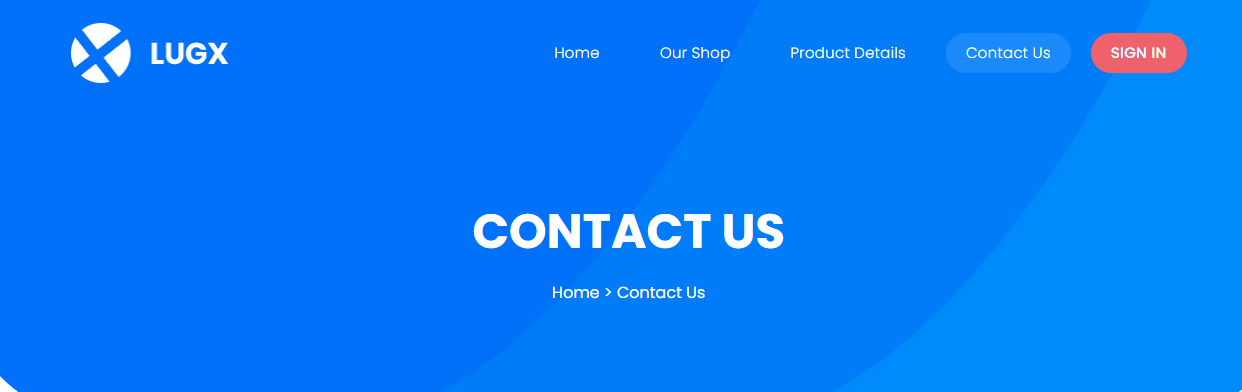 LUGX
Home Our Shop Product Details Contact Us SIGN IN
CONTACT US
Home > Contact Us